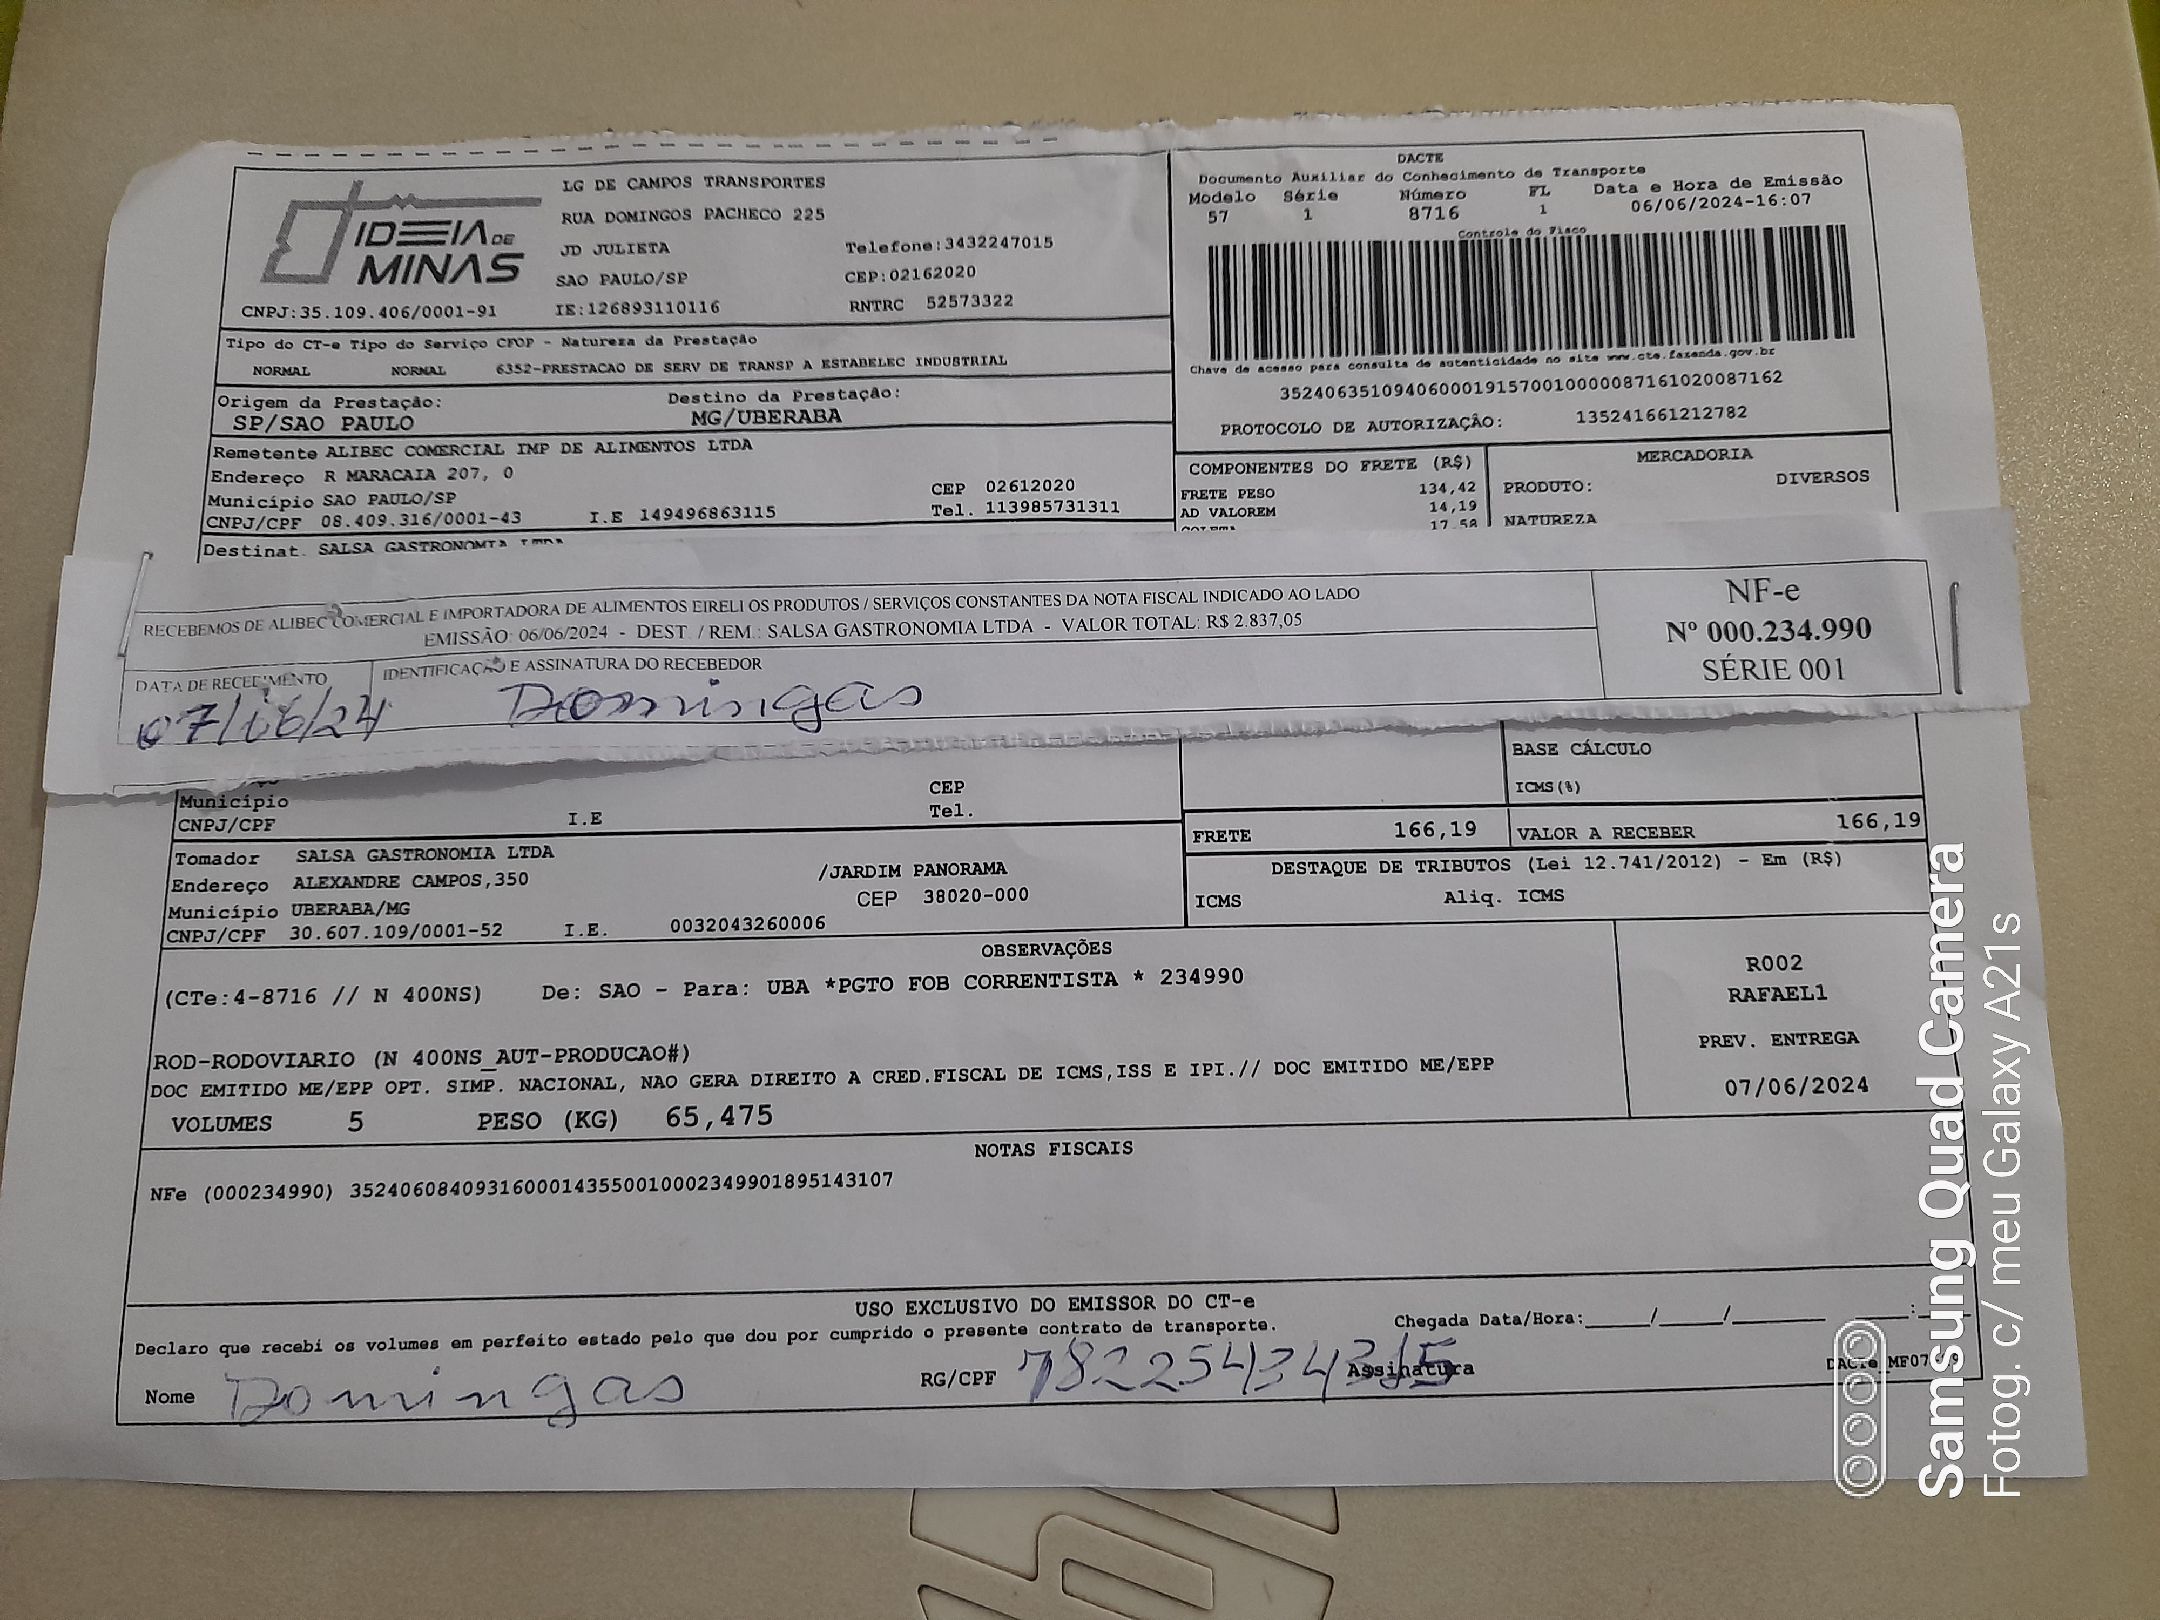 IDEIA DE MINAS
CNPJ:35.109.406/0001-91
LG DE CAMPOS TRANSPORTES
RUA DOMINGOS PACHECO 225
JD JULIETA Telefone:3432247015
SAO PAULO/SP CEP:02162020
IE:126893110116 RNTRC 52573322
DACTE
Documento Auxiliar do Conhecimento de Transporte
Modelo Série Número FL Data e Hora de Emissão
57 1 8716 1 06/06/2024-16:07
Controle do Fisco
Chave de acesso para consulta de autenticidade no site www.cte.fazenda.gov.br
35240635109406000191570010000087161020087162
PROTOCOLO DE AUTORIZAÇÃO: 135241661212782
Tipo do CT-e Tipo do Serviço CFOP - Natureza da Prestação
NORMAL NORMAL 6352-PRESTACAO DE SERV DE TRANSP A ESTABELEC INDUSTRIAL
Origem da Prestação: Destino da Prestação:
SP/SAO PAULO MG/UBERABA
Remetente ALIBEC COMERCIAL IMP DE ALIMENTOS LTDA
Endereço R MARACAIA 207, 0
Município SAO PAULO/SP CEP 02612020
CNPJ/CPF 08.409.316/0001-43 I.E 149496863115 Tel. 113985731311
Destinat. SALSA GASTRONOMIA LTDA
COMPONENTES DO FRETE (R$) MERCADORIA
FRETE PESO 134,42 PRODUTO: DIVERSOS
AD VALOREM 14,19
COLETA 17,58 NATUREZA
RECEBEMOS DE ALIBEC COMERCIAL E IMPORTADORA DE ALIMENTOS EIRELI OS PRODUTOS / SERVIÇOS CONSTANTES DA NOTA FISCAL INDICADO AO LADO
EMISSÃO: 06/06/2024 - DEST. / REM.: SALSA GASTRONOMIA LTDA - VALOR TOTAL: R$ 2.837,05
NF-e
Nº 000.234.990
SÉRIE 001
DATA DE RECEBIMENTO IDENTIFICAÇÃO E ASSINATURA DO RECEBEDOR
07/06/24 Domingas
Município CEP
CNPJ/CPF I.E Tel.
BASE CÁLCULO
ICMS(%)
FRETE 166,19 VALOR A RECEBER 166,19
DESTAQUE DE TRIBUTOS (Lei 12.741/2012) - Em (R$)
ICMS Aliq. ICMS
Tomador SALSA GASTRONOMIA LTDA
Endereço ALEXANDRE CAMPOS,350 /JARDIM PANORAMA
Município UBERABA/MG CEP 38020-000
CNPJ/CPF 30.607.109/0001-52 I.E. 0032043260006
OBSERVAÇÕES
(CTe:4-8716 // N 400NS) De: SAO - Para: UBA *PGTO FOB CORRENTISTA * 234990
ROD-RODOVIARIO (N 400NS_AUT-PRODUCAO#)
DOC EMITIDO ME/EPP OPT. SIMP. NACIONAL, NAO GERA DIREITO A CRED.FISCAL DE ICMS,ISS E IPI.// DOC EMITIDO ME/EPP
VOLUMES 5 PESO (KG) 65,475
R002
RAFAEL1
PREV. ENTREGA
07/06/2024
NOTAS FISCAIS
NFe (000234990) 35240608409316000143550010002349901895143107
USO EXCLUSIVO DO EMISSOR DO CT-e
Declaro que recebi os volumes em perfeito estado pelo que dou por cumprido o presente contrato de transporte.
Chegada Data/Hora:____/____/______ ____:____
Nome Domingas RG/CPF Assinatura
Samsung Quad Camera
Fotog. c/ meu Galaxy A21s